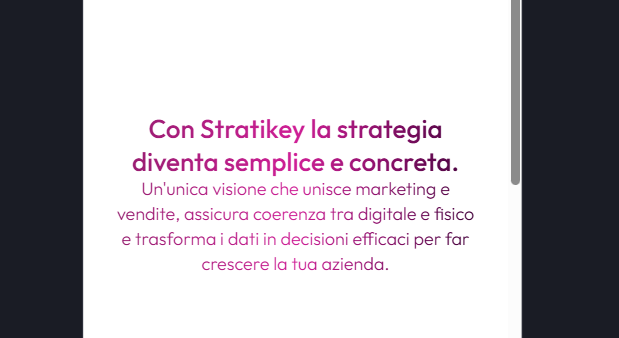 Con Stratikey la strategia
diventa semplice e concreta.
Un'unica visione che unisce marketing e
vendite, assicura coerenza tra digitale e fisico
e trasforma i dati in decisioni efficaci per far
crescere la tua azienda.